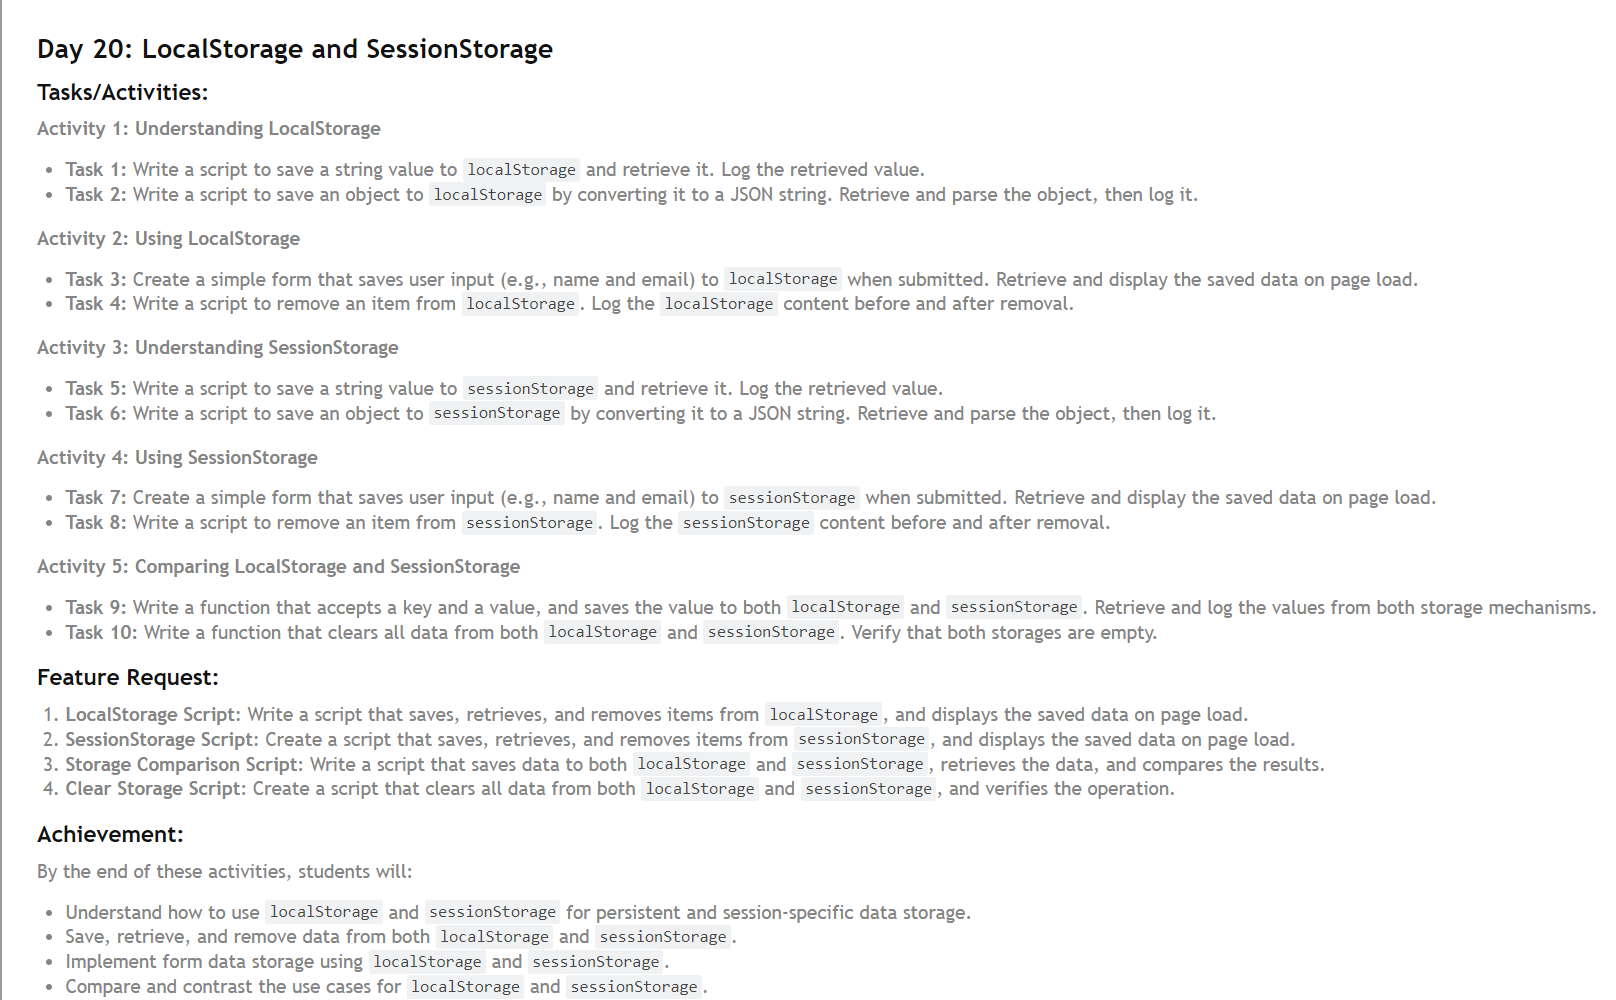 Day 20: LocalStorage and SessionStorage
Tasks/Activities:
Activity 1: Understanding LocalStorage
• Task 1: Write a script to save a string value to localStorage and retrieve it. Log the retrieved value.
• Task 2: Write a script to save an object to localStorage by converting it to a JSON string. Retrieve and parse the object, then log it.
Activity 2: Using LocalStorage
• Task 3: Create a simple form that saves user input (e.g., name and email) to localStorage when submitted. Retrieve and display the saved data on page load.
• Task 4: Write a script to remove an item from localStorage. Log the localStorage content before and after removal.
Activity 3: Understanding SessionStorage
• Task 5: Write a script to save a string value to sessionStorage and retrieve it. Log the retrieved value.
• Task 6: Write a script to save an object to sessionStorage by converting it to a JSON string. Retrieve and parse the object, then log it.
Activity 4: Using SessionStorage
• Task 7: Create a simple form that saves user input (e.g., name and email) to sessionStorage when submitted. Retrieve and display the saved data on page load.
• Task 8: Write a script to remove an item from sessionStorage. Log the sessionStorage content before and after removal.
Activity 5: Comparing LocalStorage and SessionStorage
• Task 9: Write a function that accepts a key and a value, and saves the value to both localStorage and sessionStorage. Retrieve and log the values from both storage mechanisms.
• Task 10: Write a function that clears all data from both localStorage and sessionStorage. Verify that both storages are empty.
Feature Request:
1. LocalStorage Script: Write a script that saves, retrieves, and removes items from localStorage, and displays the saved data on page load.
2. SessionStorage Script: Create a script that saves, retrieves, and removes items from sessionStorage, and displays the saved data on page load.
3. Storage Comparison Script: Write a script that saves data to both localStorage and sessionStorage, retrieves the data, and compares the results.
4. Clear Storage Script: Create a script that clears all data from both localStorage and sessionStorage, and verifies the operation.
Achievement:
By the end of these activities, students will:
• Understand how to use localStorage and sessionStorage for persistent and session-specific data storage.
• Save, retrieve, and remove data from both localStorage and sessionStorage.
• Implement form data storage using localStorage and sessionStorage.
• Compare and contrast the use cases for localStorage and sessionStorage.